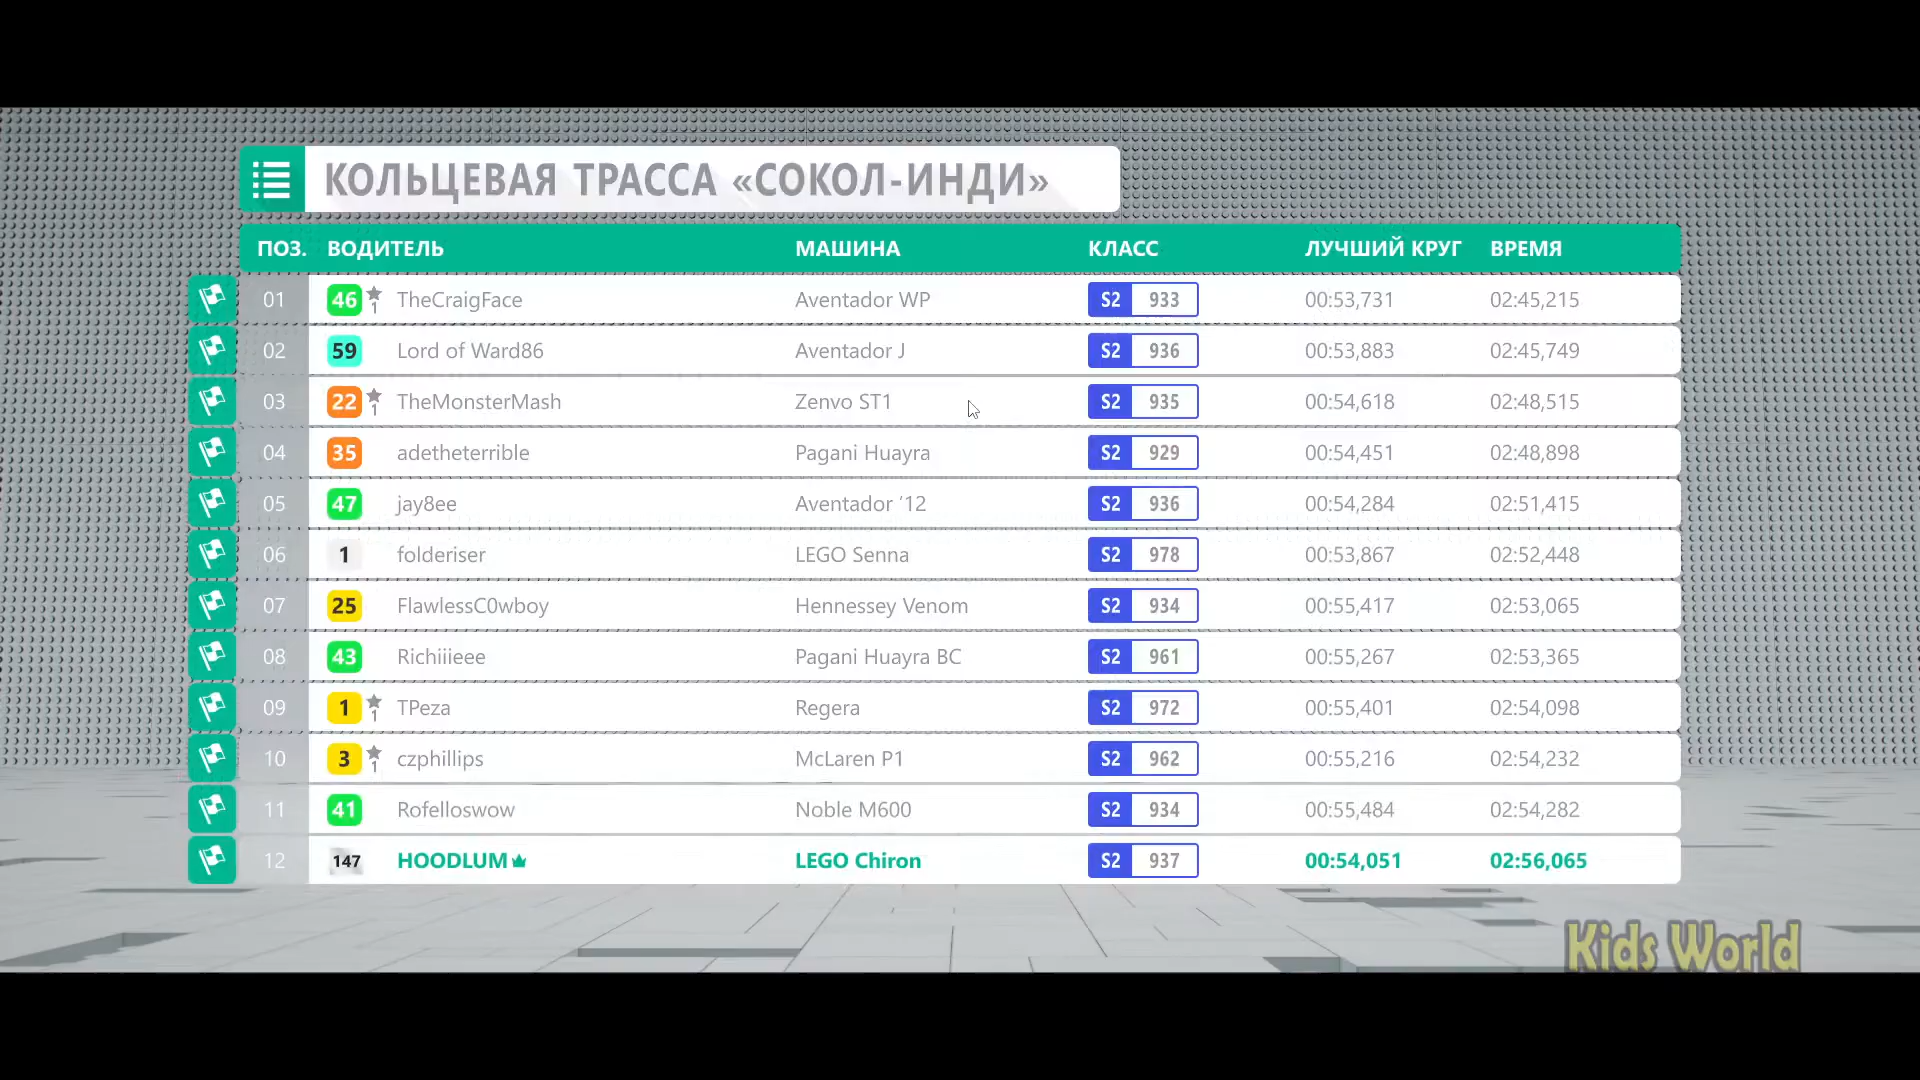 КОЛЬЦЕВАЯ ТРАССА «СОКОЛ-ИНДИ»
ПОЗ. ВОДИТЕЛЬ МАШИНА КЛАСС ЛУЧШИЙ КРУГ ВРЕМЯ
01 46 1 TheCraigFace Aventador WP S2 933 00:53,731 02:45,215
02 59 Lord of Ward86 Aventador J S2 936 00:53,883 02:45,749
03 22 1 TheMonsterMash Zenvo ST1 S2 935 00:54,618 02:48,515
04 35 adetheterrible Pagani Huayra S2 929 00:54,451 02:48,898
05 47 jay8ee Aventador '12 S2 936 00:54,284 02:51,415
06 1 folderiser LEGO Senna S2 978 00:53,867 02:52,448
07 25 FlawlessC0wboy Hennessey Venom S2 934 00:55,417 02:53,065
08 43 Richiiieee Pagani Huayra BC S2 961 00:55,267 02:53,365
09 1 1 TPeza Regera S2 972 00:55,401 02:54,098
10 3 1 czphillips McLaren P1 S2 962 00:55,216 02:54,232
11 41 Rofelloswow Noble M600 S2 934 00:55,484 02:54,282
12 147 HOODLUM LEGO Chiron S2 937 00:54,051 02:56,065
Kids World